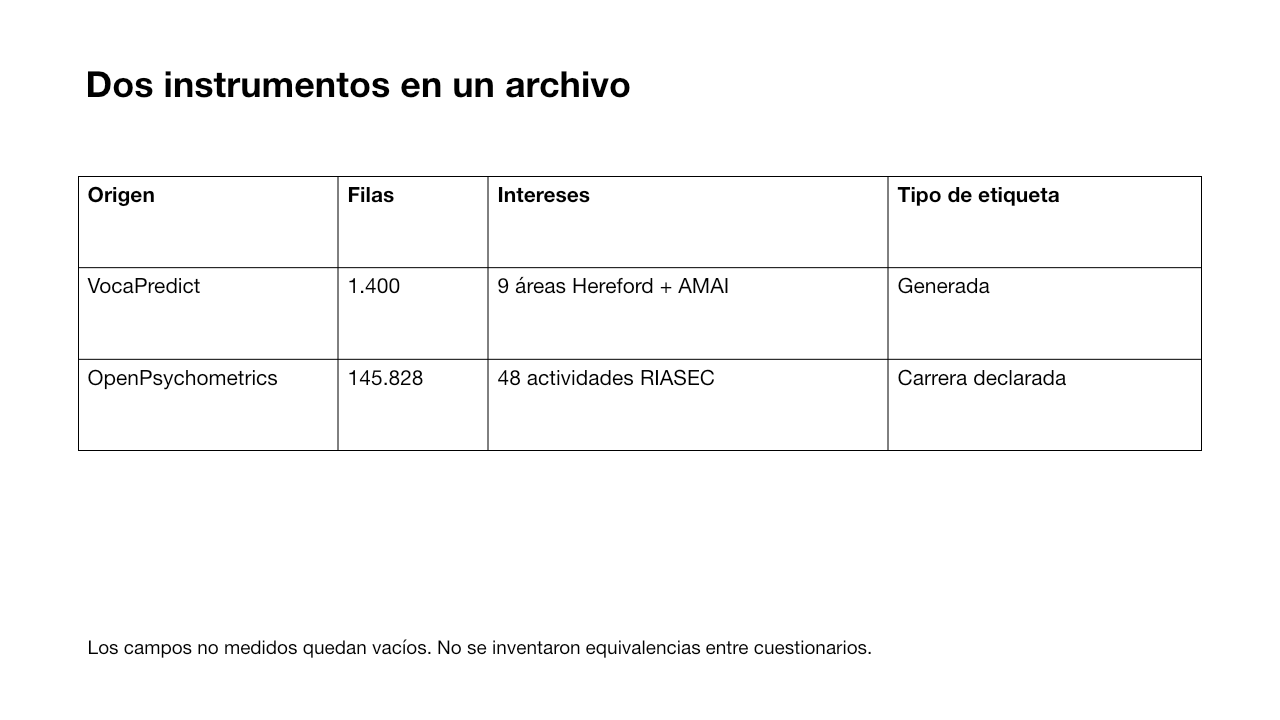 Dos instrumentos en un archivo
Origen Filas Intereses Tipo de etiqueta
VocaPredict 1.400 9 áreas Hereford + AMAI Generada
OpenPsychometrics 145.828 48 actividades RIASEC Carrera declarada
Los campos no medidos quedan vacíos. No se inventaron equivalencias entre cuestionarios.